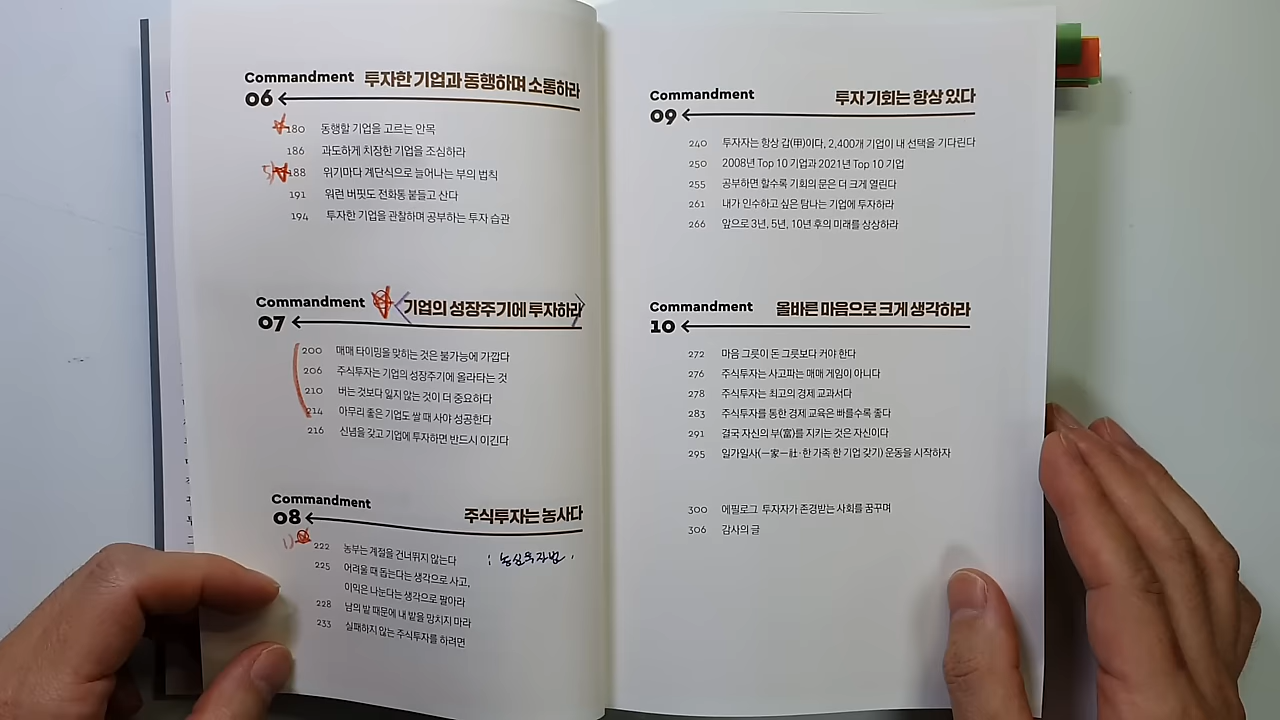 Commandment 투자한 기업과 동행하며 소통하라
06
180 동행할 기업을 고르는 안목
186 과도하게 치장한 기업을 조심하라
188 위기마다 계단식으로 늘어나는 부의 법칙
191 워런 버핏도 전화통 붙들고 산다
194 투자한 기업을 관찰하며 공부하는 투자 습관
Commandment 기업의 성장주기에 투자하라
07
200 매매 타이밍을 맞히는 것은 불가능에 가깝다
206 주식투자는 기업의 성장주기에 올라타는 것
210 버는 것보다 잃지 않는 것이 더 중요하다
214 아무리 좋은 기업도 쌀 때 사야 성공한다
216 신념을 갖고 기업에 투자하면 반드시 이긴다
Commandment 주식투자는 농사다
08
222 농부는 계절을 건너뛰지 않는다 : 농심투자법.
225 어려울 때 돕는다는 생각으로 사고,
이익은 나눈다는 생각으로 팔아라
228 남의 밭 때문에 내 밭을 망치지 마라
233 실패하지 않는 주식투자를 하려면
Commandment 투자 기회는 항상 있다
09
240 투자자는 항상 갑(甲)이다, 2,400개 기업이 내 선택을 기다린다
250 2008년 Top 10 기업과 2021년 Top 10 기업
255 공부하면 할수록 기회의 문은 더 크게 열린다
261 내가 인수하고 싶은 탐나는 기업에 투자하라
266 앞으로 3년, 5년, 10년 후의 미래를 상상하라
Commandment 올바른 마음으로 크게 생각하라
10
272 마음 그릇이 돈 그릇보다 커야 한다
276 주식투자는 사고파는 매매 게임이 아니다
278 주식투자는 최고의 경제 교과서다
283 주식투자를 통한 경제 교육은 빠를수록 좋다
291 결국 자신의 부(富)를 지키는 것은 자신이다
295 일가일사(一家一社·한 가족 한 기업 갖기) 운동을 시작하자
300 에필로그 투자자가 존경받는 사회를 꿈꾸며
306 감사의 글